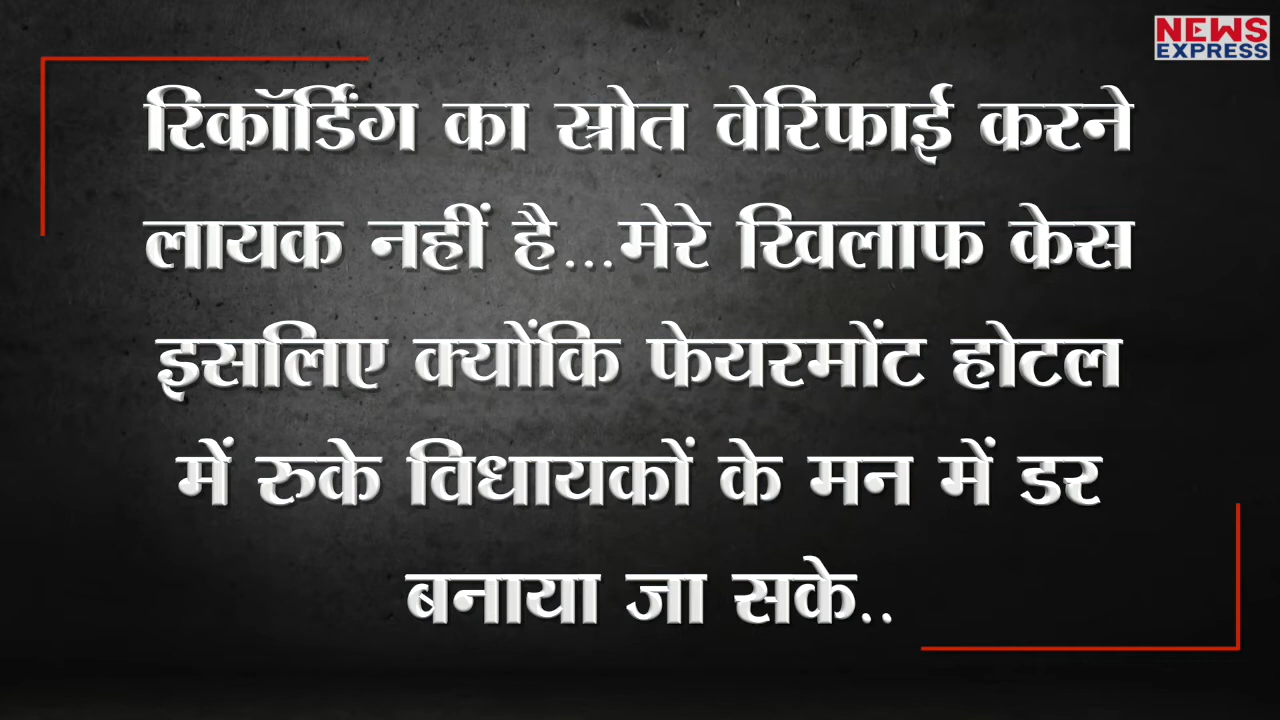 NEWS
EXPRESS
रिकॉर्डिंग का स्रोत वेरिफाई करने
लायक नहीं है...मेरे खिलाफ केस
इसलिए क्योंकि फेयरमोंट होटल
में रुके विधायकों के मन में डर
बनाया जा सके..